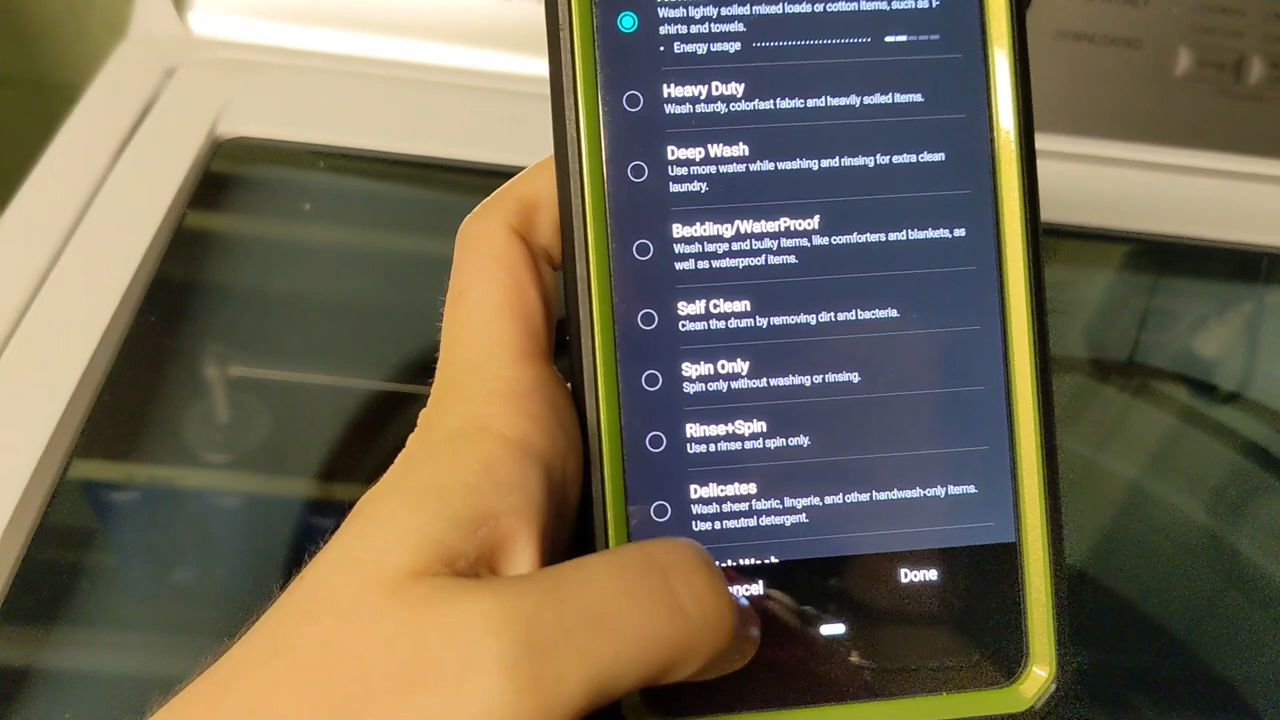 Wash lightly soiled mixed loads or cotton items, such as T-
shirts and towels.
• Energy usage
Heavy Duty
Wash sturdy, colorfast fabric and heavily soiled items.
Deep Wash
Use more water while washing and rinsing for extra clean
laundry.
Bedding/WaterProof
Wash large and bulky items, like comforters and blankets, as
well as waterproof items.
Self Clean
Clean the drum by removing dirt and bacteria.
Spin Only
Spin only without washing or rinsing.
Rinse+Spin
Use a rinse and spin only.
Delicates
Wash sheer fabric, lingerie, and other handwash-only items.
Use a neutral detergent.
Wash
ncel
Done